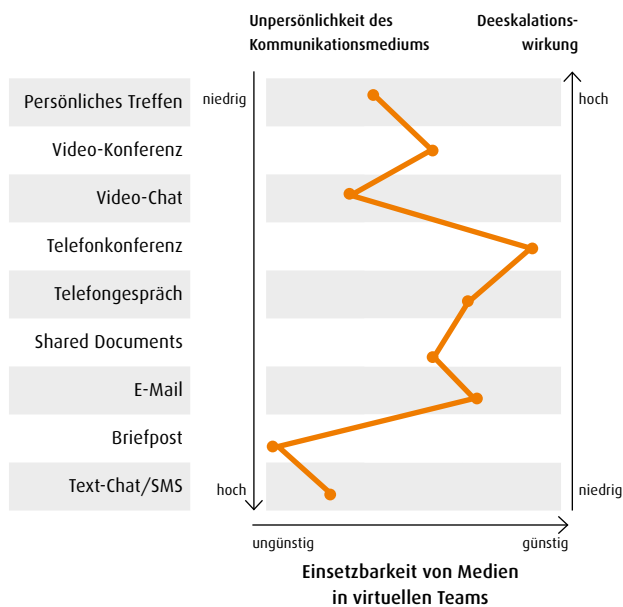 Unpersönlichkeit des
Kommunikationsmediums
Deeskalations-
wirkung
Persönliches Treffen
niedrig
hoch
Video-Konferenz
Video-Chat
Telefonkonferenz
Telefongespräch
Shared Documents
E-Mail
Briefpost
Text-Chat/SMS
hoch
niedrig
ungünstig
günstig
Einsetzbarkeit von Medien
in virtuellen Teams